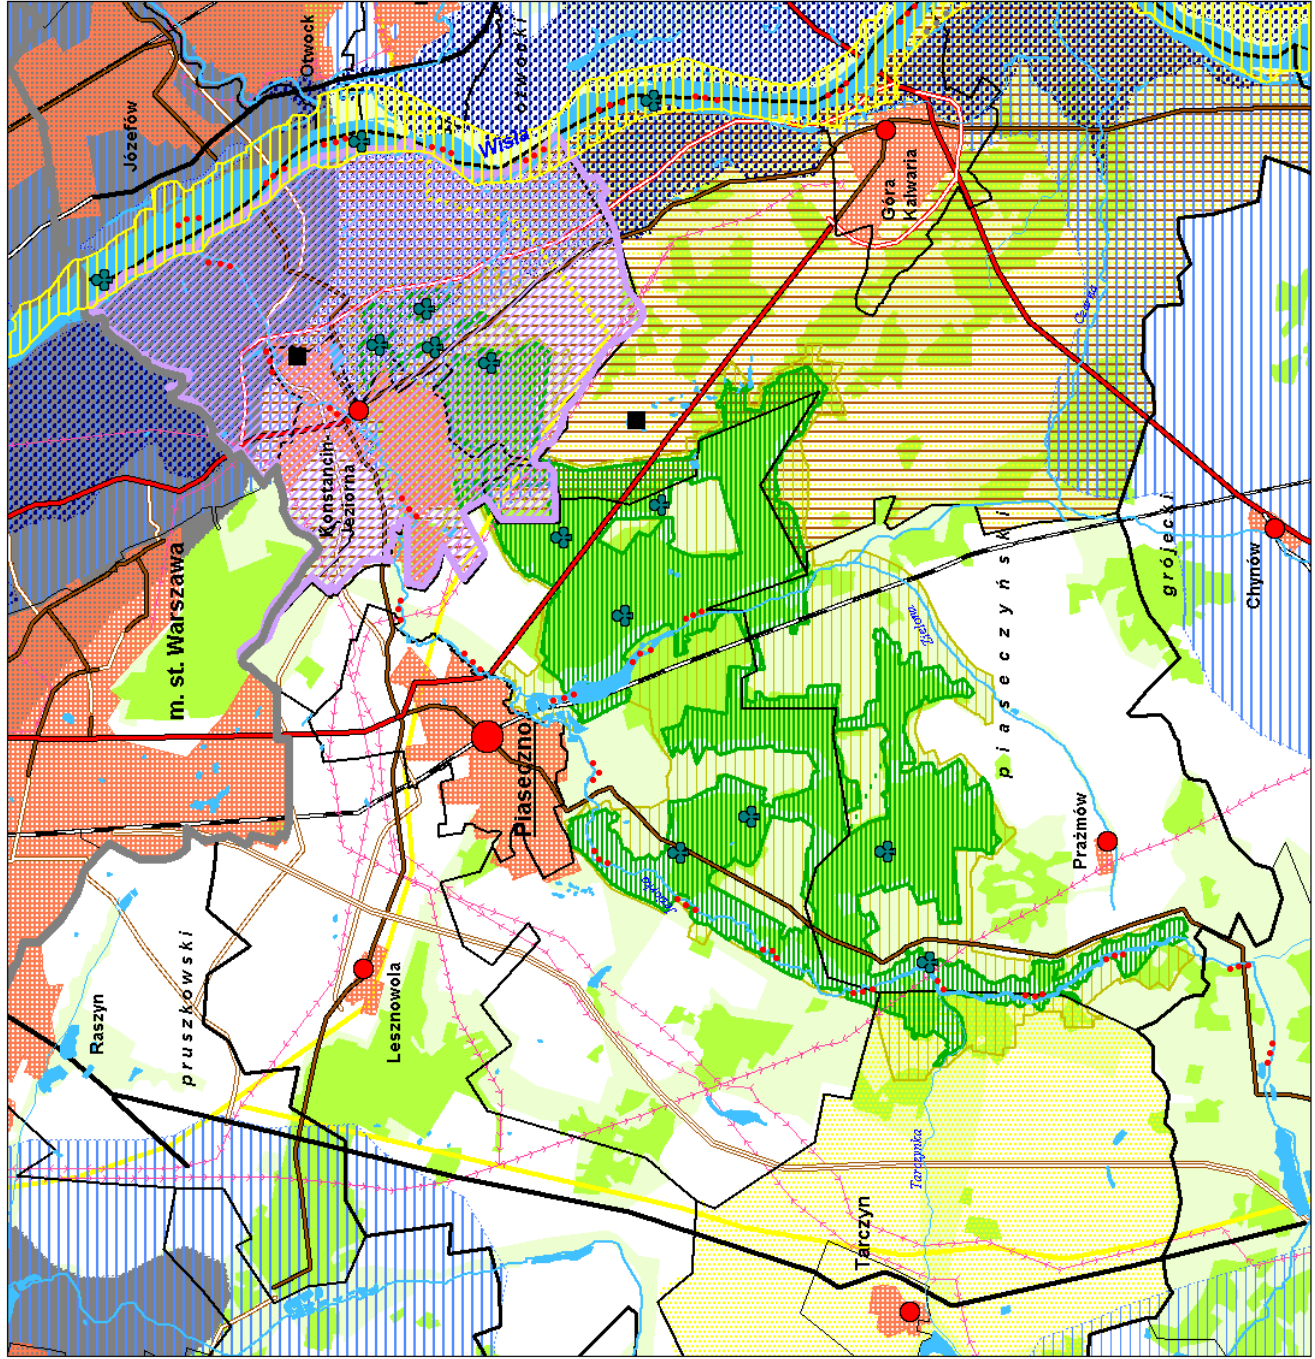 Józefów
Otwock
Wisła
otwocki
Konstancin-
Jeziorna
m. st. Warszawa
Góra
Kalwaria
Czarna
Piaseczno
Zielona
piaseczyński
grójecki
Chynów
Prażmów
Jeziorka
Lesznowola
Raszyn
pruszkowski
Tarczynka
Tarczyn